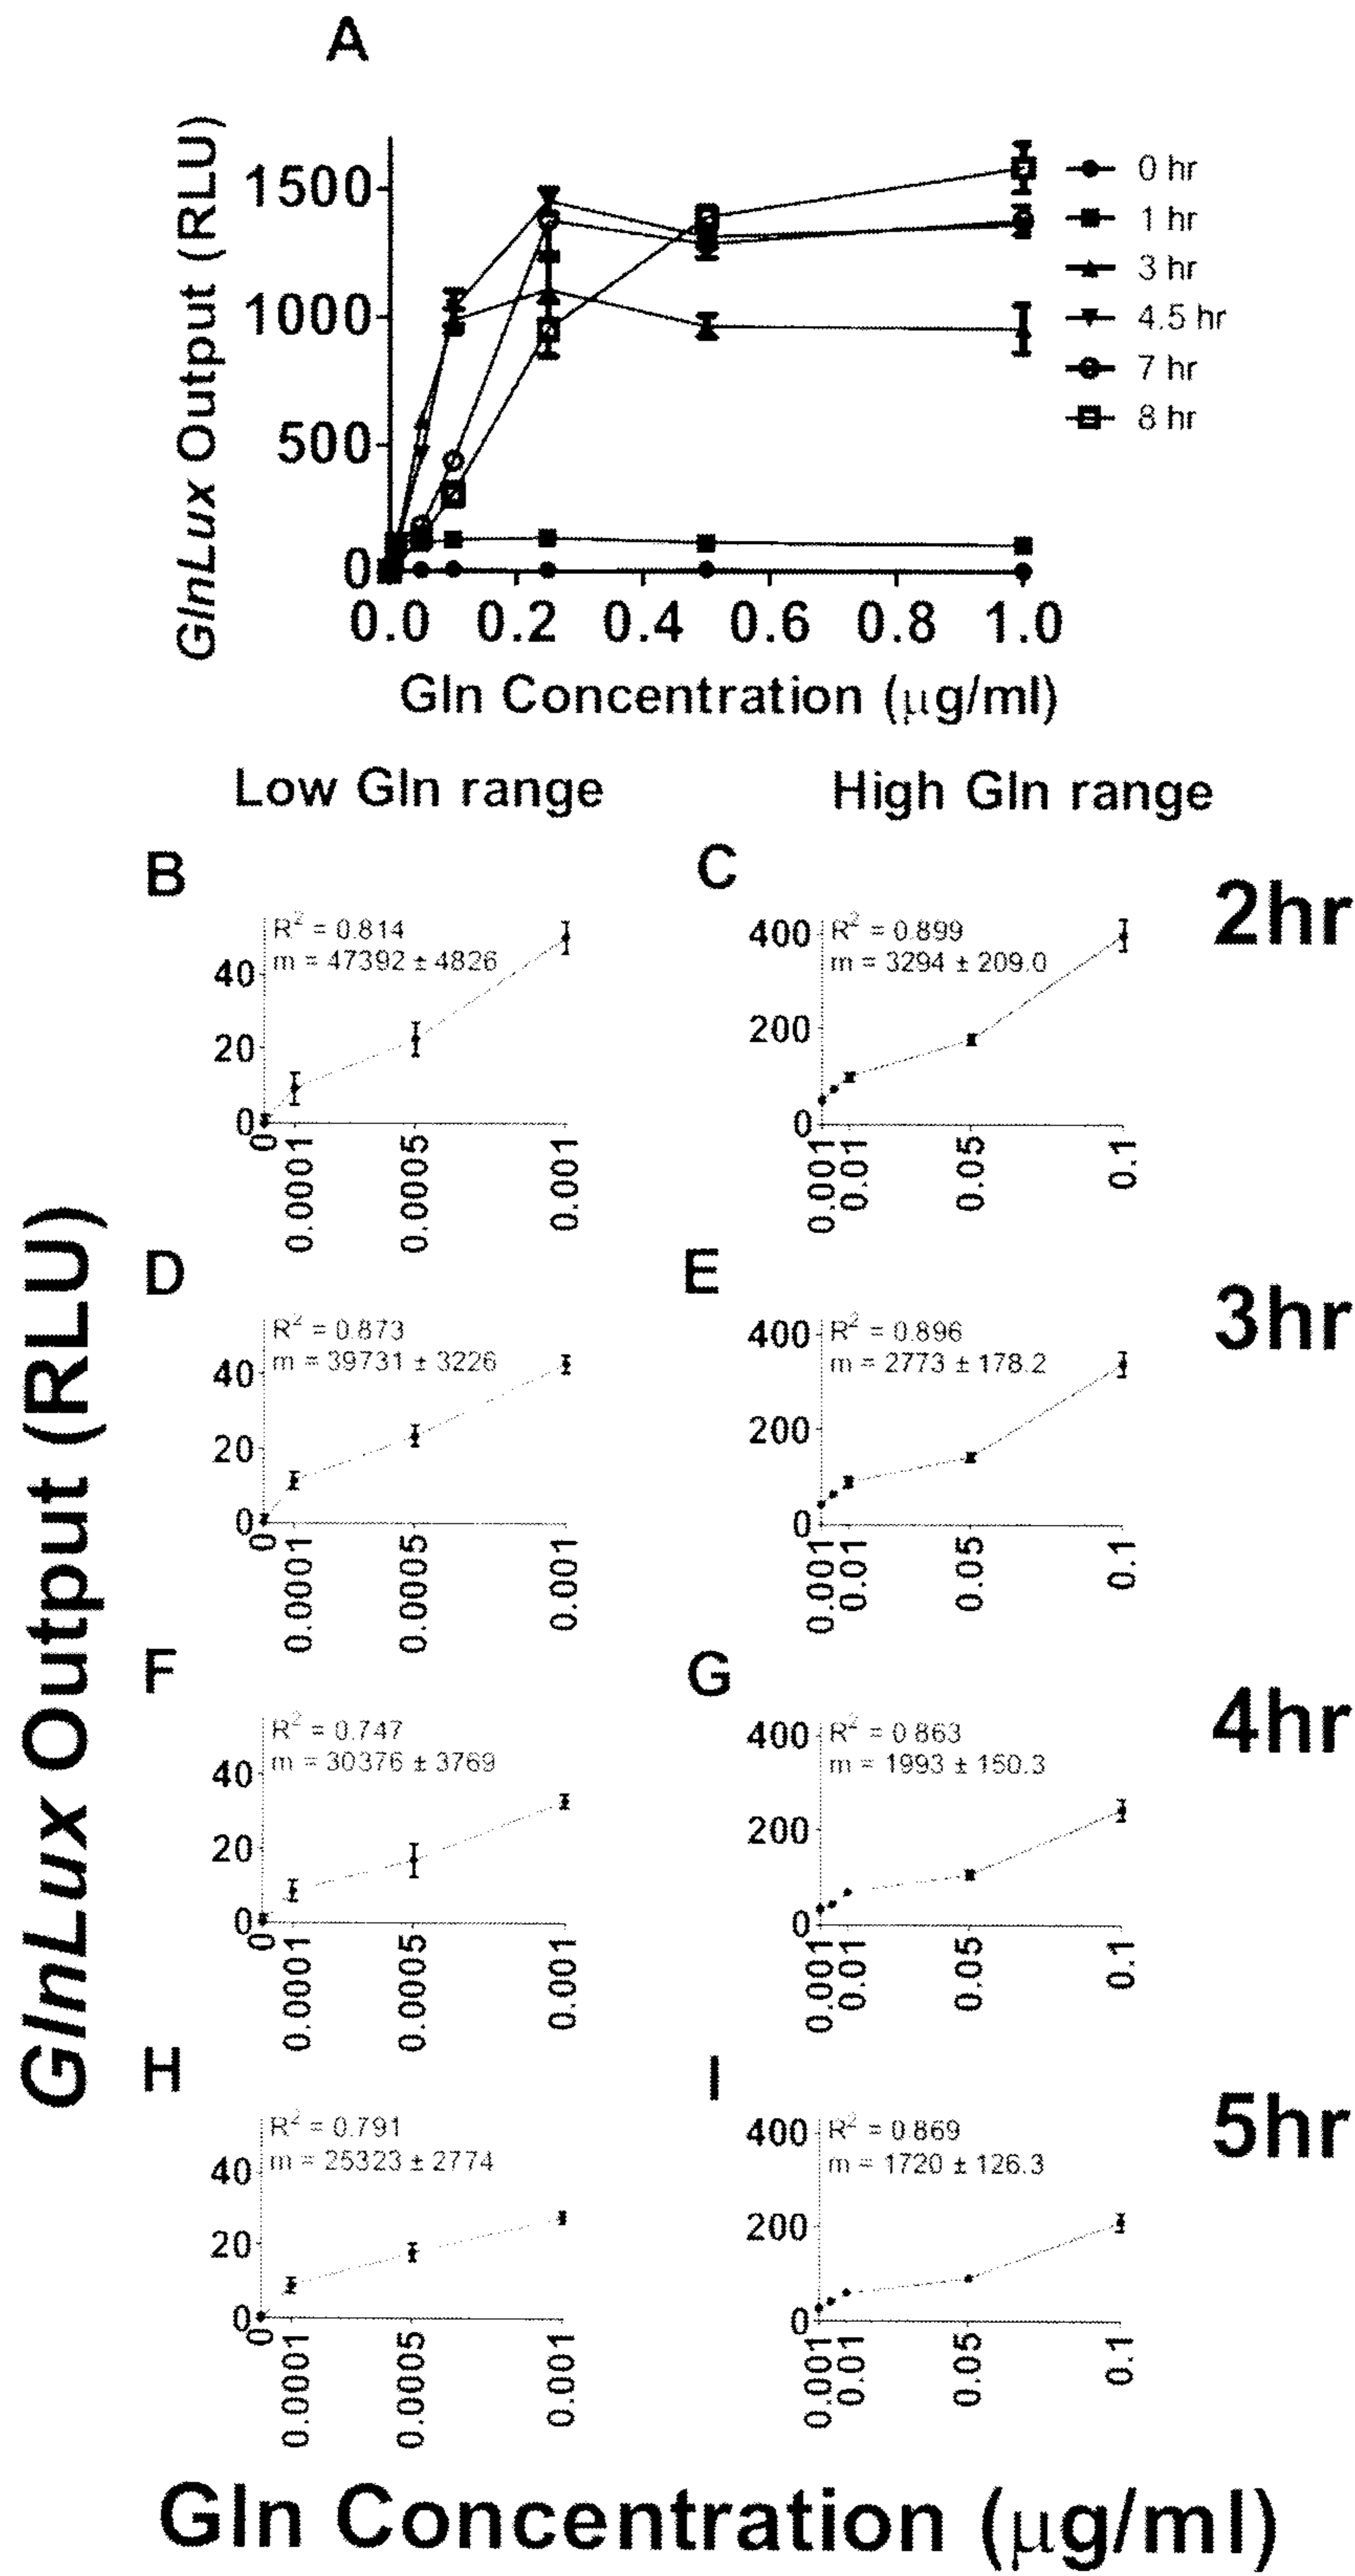 A
GlnLux Output (RLU)
1500
1000
500
0
0.0 0.2 0.4 0.6 0.8 1.0
Gln Concentration (μg/ml)
0 hr
1 hr
3 hr
4.5 hr
7 hr
8 hr
Low Gln range
High Gln range
GlnLux Output (RLU)
B
R² = 0.814
m = 47392 ± 4826
40
20
0
0 0.0001 0.0005 0.001
C
R² = 0.899
m = 3294 ± 209.0
400
200
0
0.001 0.01 0.05 0.1
2hr
D
R² = 0.873
m = 39731 ± 3226
40
20
0
0 0.0001 0.0005 0.001
E
R² = 0.896
m = 2773 ± 178.2
400
200
0
0.001 0.01 0.05 0.1
3hr
F
R² = 0.747
m = 30376 ± 3769
40
20
0
0 0.0001 0.0005 0.001
G
R² = 0 863
m = 1993 ± 150.3
400
200
0
0.001 0.01 0.05 0.1
4hr
H
R² = 0.791
m = 25323 ± 2774
40
20
0
0 0.0001 0.0005 0.001
I
R² = 0.869
m = 1720 ± 126.3
400
200
0
0.001 0.01 0.05 0.1
5hr
Gln Concentration (μg/ml)